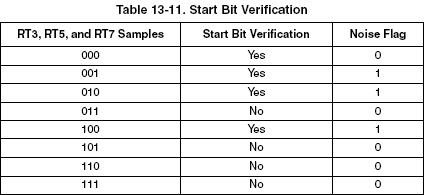 Table 13-11. Start Bit Verification
RT3, RT5, and RT7 Samples Start Bit Verification Noise Flag
000 Yes 0
001 Yes 1
010 Yes 1
011 No 0
100 Yes 1
101 No 0
110 No 0
111 No 0